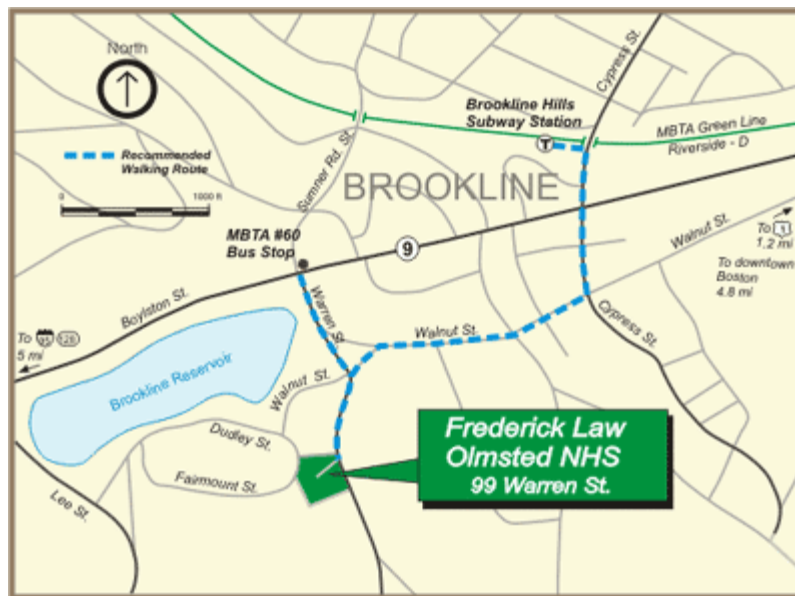 North
Recommended
Walking Route
0
1000 ft
Sumner Rd. St.
Brookline Hills
Subway Station
T
Cypress St.
MBTA Green Line
Riverside - D
BROOKLINE
MBTA #60
Bus Stop
9
Walnut St.
To 1
1.2 mi
To downtown
Boston
4.8 mi
Boylston St.
Warren St.
Walnut St.
Cypress St.
To 95 128
5 mi
Brookline Reservoir
Walnut St.
Dudley St.
Fairmount St.
Lee St.
Frederick Law
Olmsted NHS
99 Warren St.